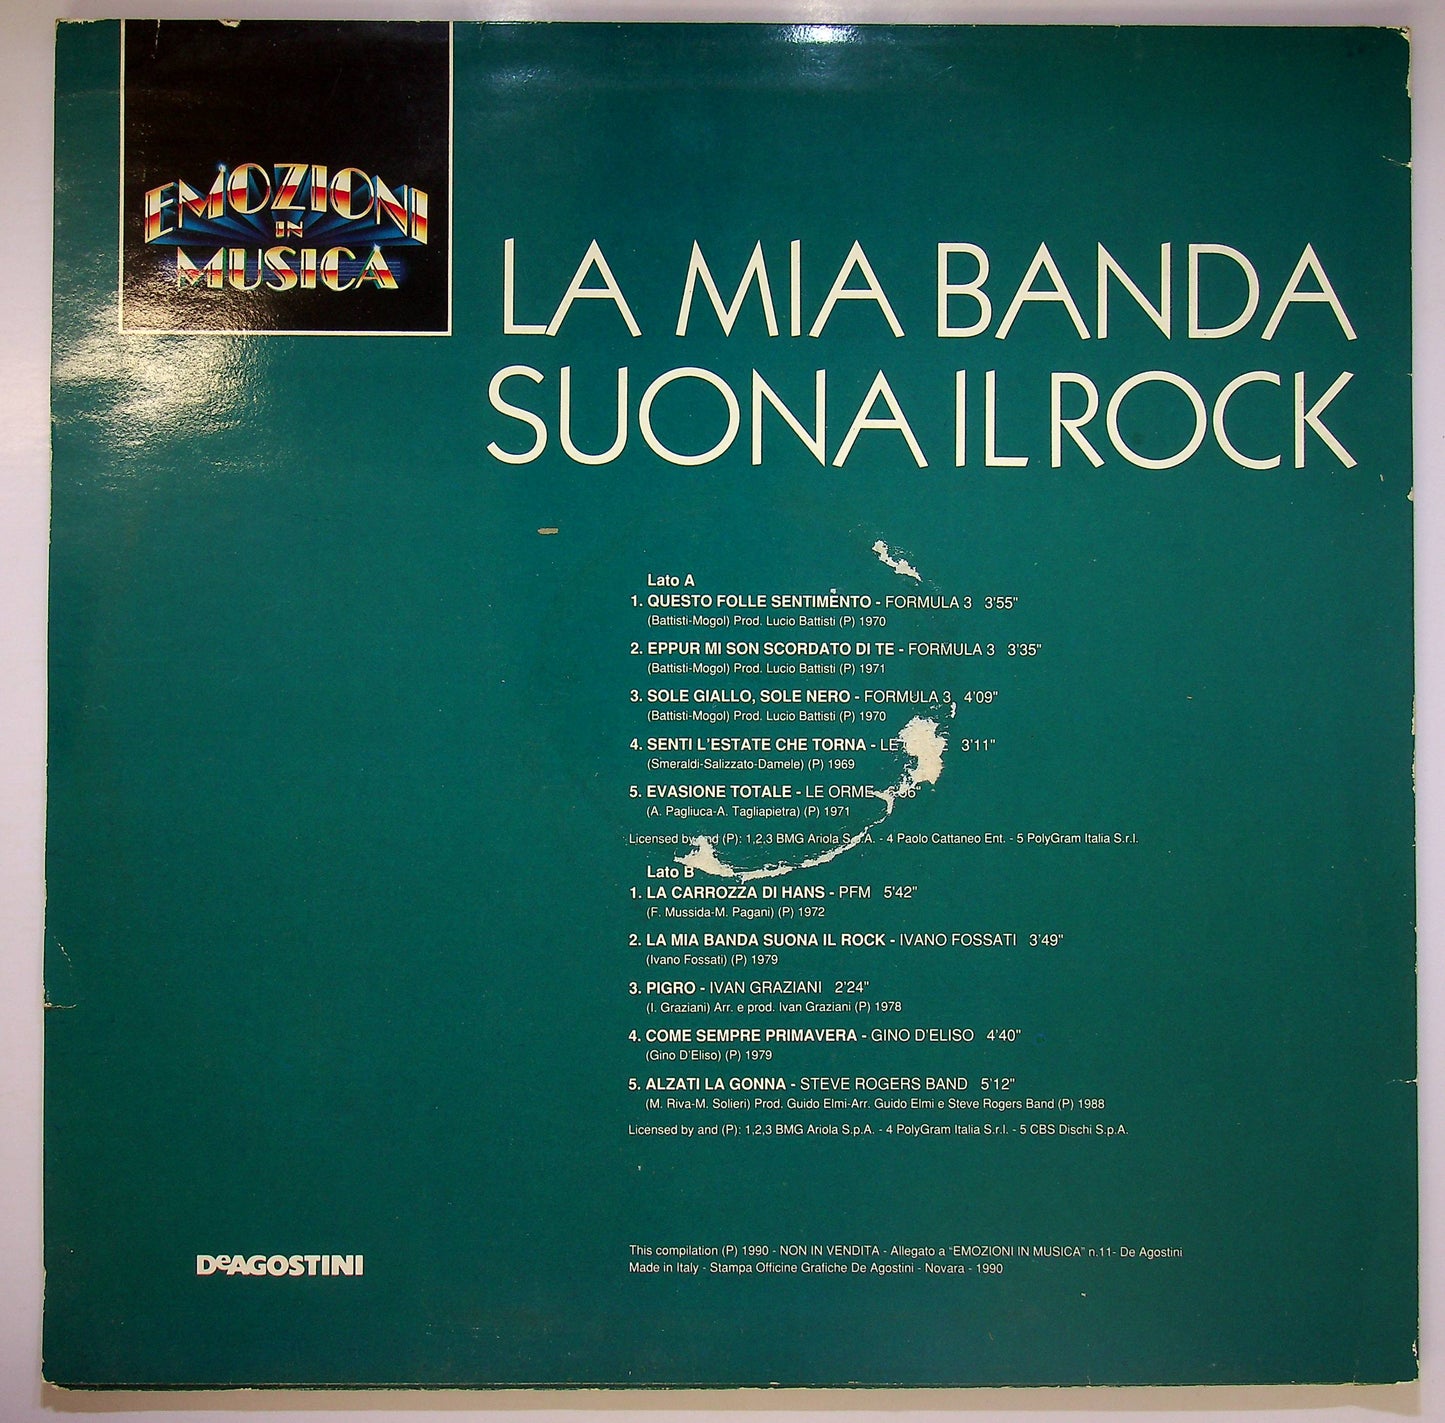 EMOZIONI
IN
MUSICA
LA MIA BANDA
SUONA IL ROCK
Lato A
1. QUESTO FOLLE SENTIMENTO - FORMULA 3 3'55"
(Battisti-Mogol) Prod. Lucio Battisti (P) 1970
2. EPPUR MI SON SCORDATO DI TE - FORMULA 3 3'35"
(Battisti-Mogol) Prod. Lucio Battisti (P) 1971
3. SOLE GIALLO, SOLE NERO - FORMULA 3 4'09"
(Battisti-Mogol) Prod. Lucio Battisti (P) 1970
4. SENTI L'ESTATE CHE TORNA - LE 3'11"
(Smeraldi-Salizzato-Damele) (P) 1969
5. EVASIONE TOTALE - LE ORME
(A. Pagliuca-A. Tagliapietra) (P) 1971
Licensed by and (P): 1,2,3 BMG Ariola S.p.A. - 4 Paolo Cattaneo Ent. - 5 PolyGram Italia S.r.l.
Lato B
1. LA CARROZZA DI HANS - PFM 5'42"
(F. Mussida-M. Pagani) (P) 1972
2. LA MIA BANDA SUONA IL ROCK - IVANO FOSSATI 3'49"
(Ivano Fossati) (P) 1979
3. PIGRO - IVAN GRAZIANI 2'24"
(I. Graziani) Arr. e prod. Ivan Graziani (P) 1978
4. COME SEMPRE PRIMAVERA - GINO D'ELISO 4'40"
(Gino D'Eliso) (P) 1979
5. ALZATI LA GONNA - STEVE ROGERS BAND 5'12"
(M. Riva-M. Solieri) Prod. Guido Elmi-Arr. Guido Elmi e Steve Rogers Band (P) 1988
Licensed by and (P): 1,2,3 BMG Ariola S.p.A. - 4 PolyGram Italia S.r.l. - 5 CBS Dischi S.p.A.
DeAGOSTINI
This compilation (P) 1990 - NON IN VENDITA - Allegato a "EMOZIONI IN MUSICA" n.11- De Agostini
Made in Italy - Stampa Officine Grafiche De Agostini - Novara - 1990